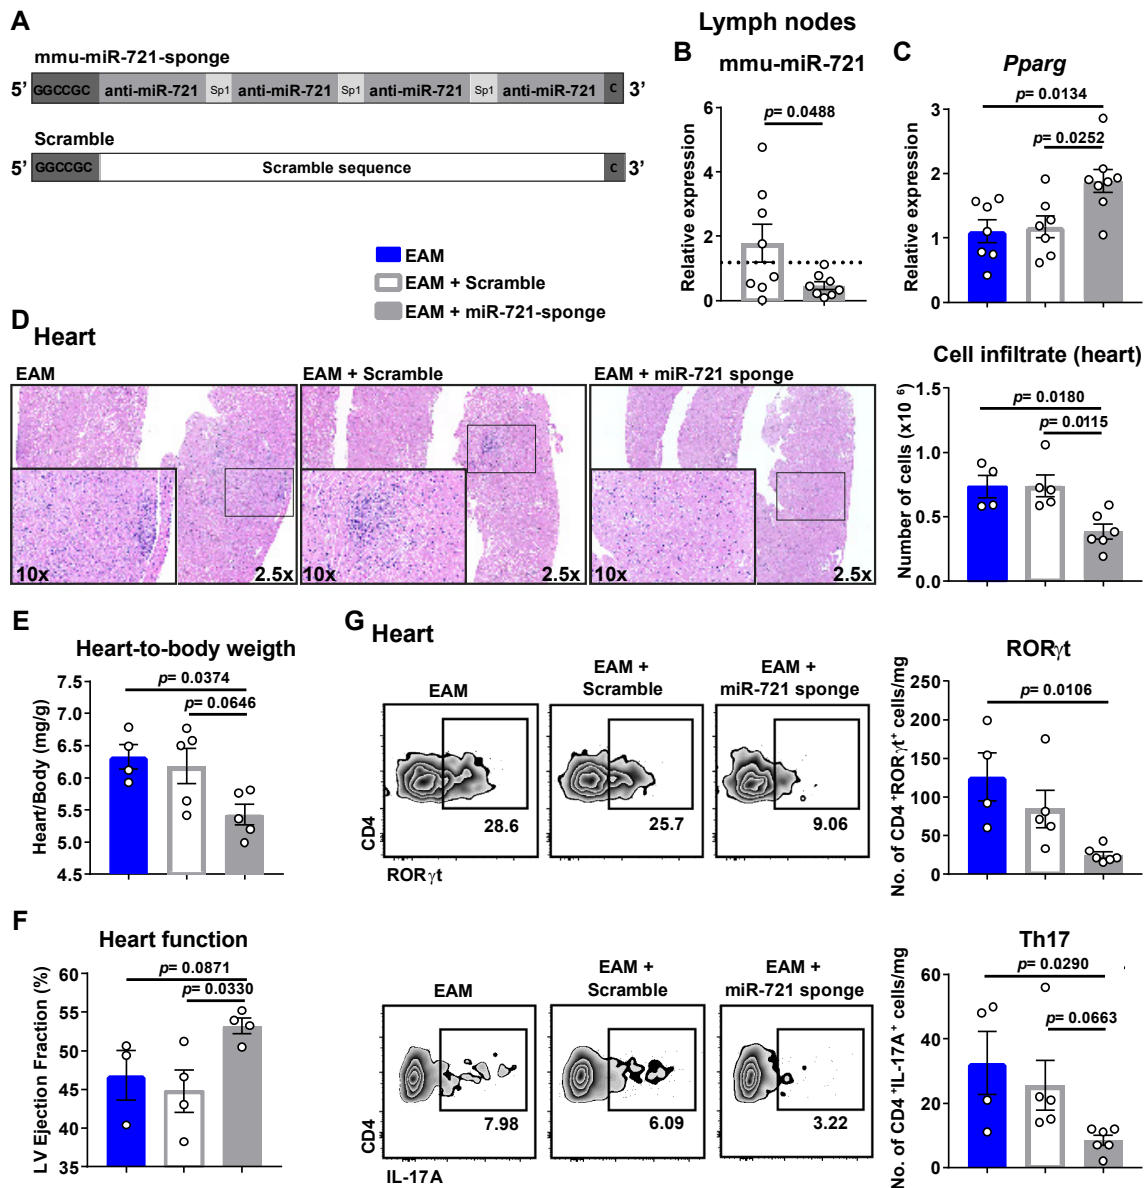 A
mmu-miR-721-sponge
5’ GGCCGC anti-miR-721 Sp1 anti-miR-721 Sp1 anti-miR-721 Sp1 anti-miR-721 C 3’
Scramble
5’ GGCCGC Scramble sequence C 3’
EAM
EAM + Scramble
EAM + miR-721-sponge
Lymph nodes
B
mmu-miR-721
p= 0.0488
Relative expression
6
4
2
0
C
Pparg
p= 0.0134
p= 0.0252
Relative expression
3
2
1
0
D
Heart
EAM
EAM + Scramble
EAM + miR-721 sponge
10x
2.5x
10x
2.5x
10x
2.5x
Cell infiltrate (heart)
p= 0.0180
p= 0.0115
Number of cells (x10 6)
1.5
1.0
0.5
0.0
E
Heart-to-body weigth
p= 0.0374
p= 0.0646
Heart/Body (mg/g)
7.5
7.0
6.5
6.0
5.5
5.0
4.5
F
Heart function
p= 0.0871
p= 0.0330
LV Ejection Fraction (%)
60
55
50
45
40
35
G
Heart
EAM
EAM +
Scramble
EAM +
miR-721 sponge
28.6
25.7
9.06
CD4
RORγt
RORγt
p= 0.0106
No. of CD4+RORγt+ cells/mg
250
200
150
100
50
0
EAM
EAM +
Scramble
EAM +
miR-721 sponge
7.98
6.09
3.22
CD4
IL-17A
Th17
p= 0.0290
p= 0.0663
No. of CD4+IL-17A+ cells/mg
60
40
20
0